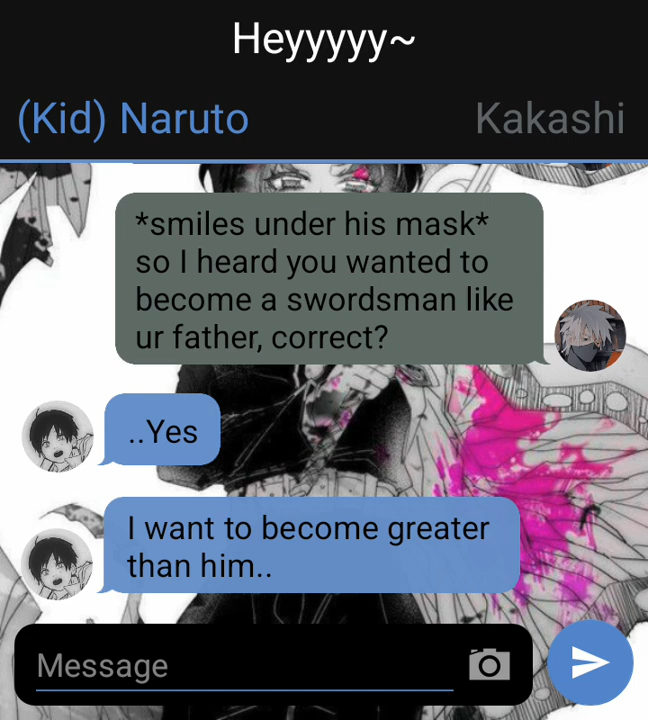 Heyyyyy~
(Kid) Naruto Kakashi
*smiles under his mask*
so I heard you wanted to
become a swordsman like
ur father, correct?
..Yes
I want to become greater
than him..
Message